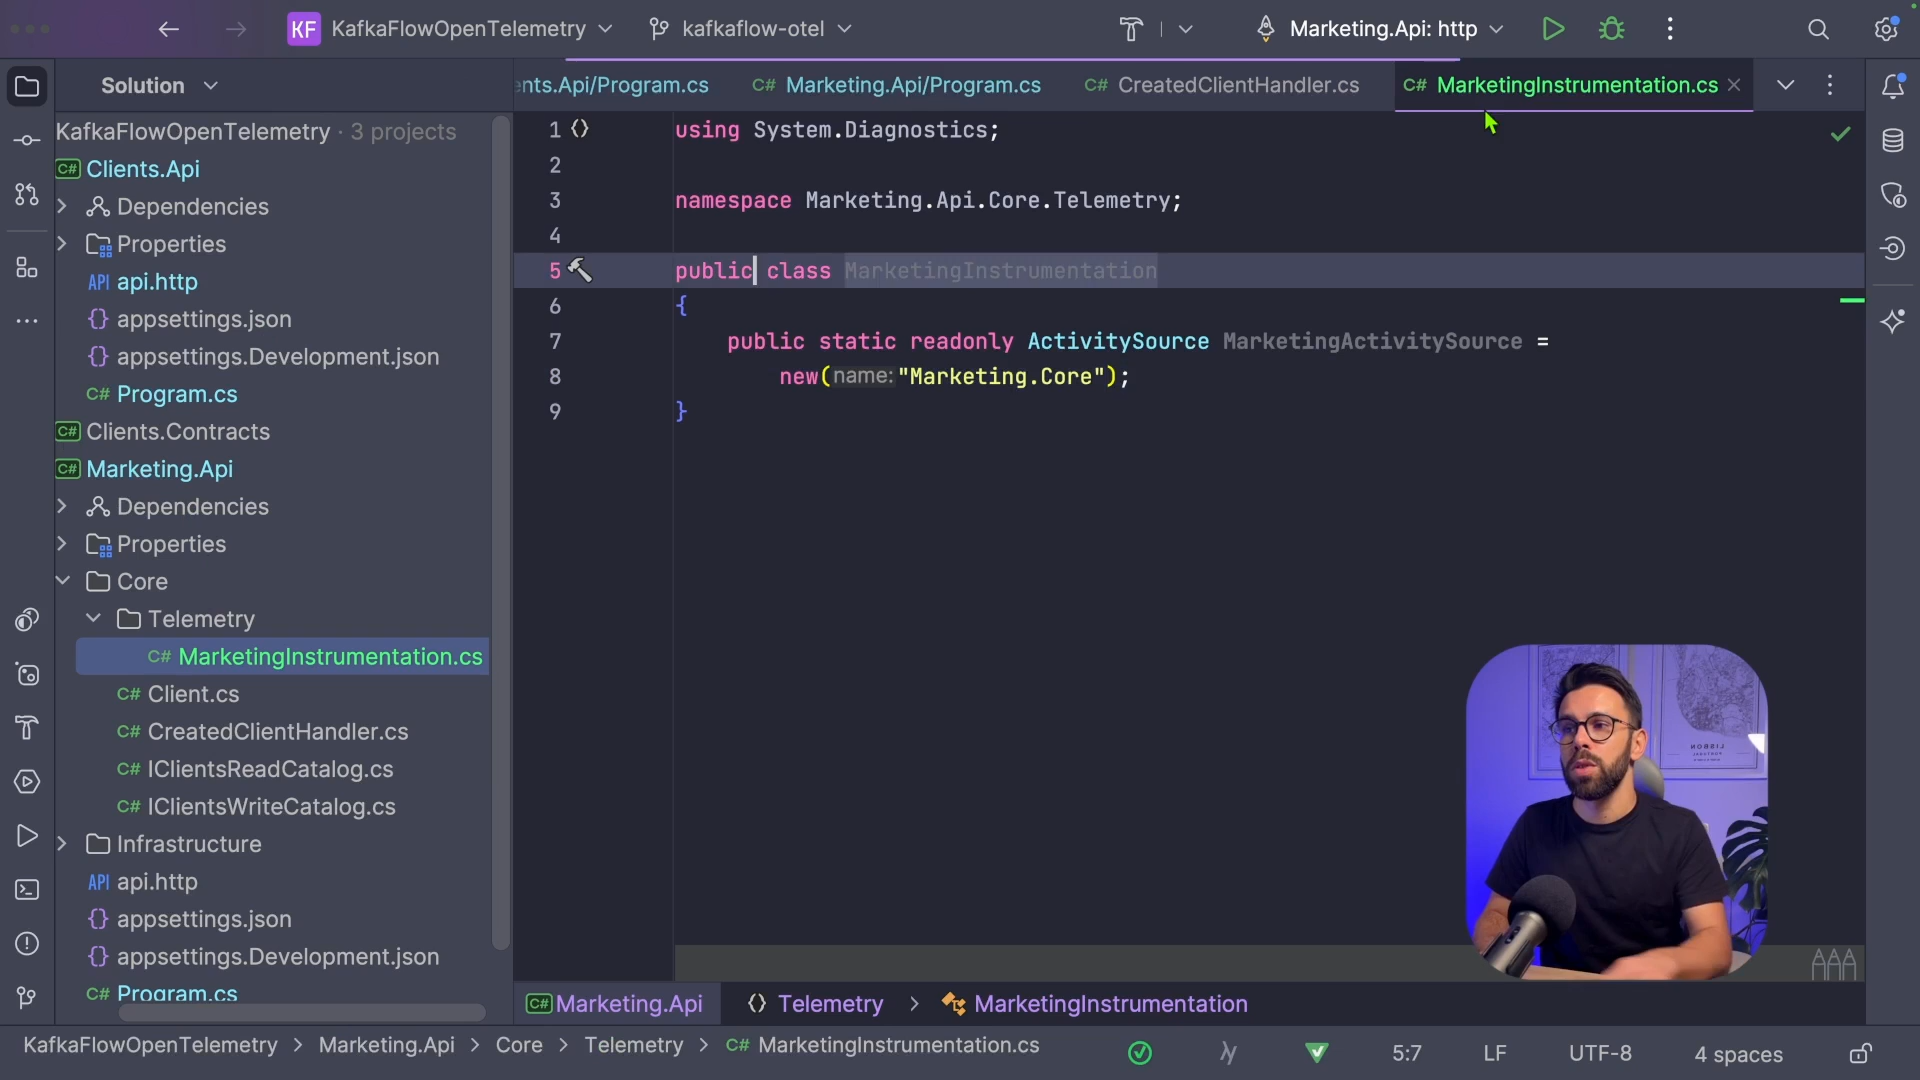 KF KafkaFlowOpenTelemetry kafkaflow-otel Marketing.Api: http
Solution
nts.Api/Program.cs C# Marketing.Api/Program.cs C# CreatedClientHandler.cs C# MarketingInstrumentation.cs
KafkaFlowOpenTelemetry · 3 projects
C# Clients.Api
Dependencies
Properties
API api.http
{} appsettings.json
{} appsettings.Development.json
C# Program.cs
C# Clients.Contracts
C# Marketing.Api
Dependencies
Properties
Core
Telemetry
C# MarketingInstrumentation.cs
C# Client.cs
C# CreatedClientHandler.cs
C# IClientsReadCatalog.cs
C# IClientsWriteCatalog.cs
Infrastructure
API api.http
{} appsettings.json
{} appsettings.Development.json
C# Program.cs
1 using System.Diagnostics;
2
3 namespace Marketing.Api.Core.Telemetry;
4
5 public class MarketingInstrumentation
6 {
7 public static readonly ActivitySource MarketingActivitySource =
8 new(name: "Marketing.Core");
9 }
LISBON
C# Marketing.Api Telemetry > MarketingInstrumentation
KafkaFlowOpenTelemetry > Marketing.Api > Core > Telemetry > C# MarketingInstrumentation.cs 5:7 LF UTF-8 4 spaces